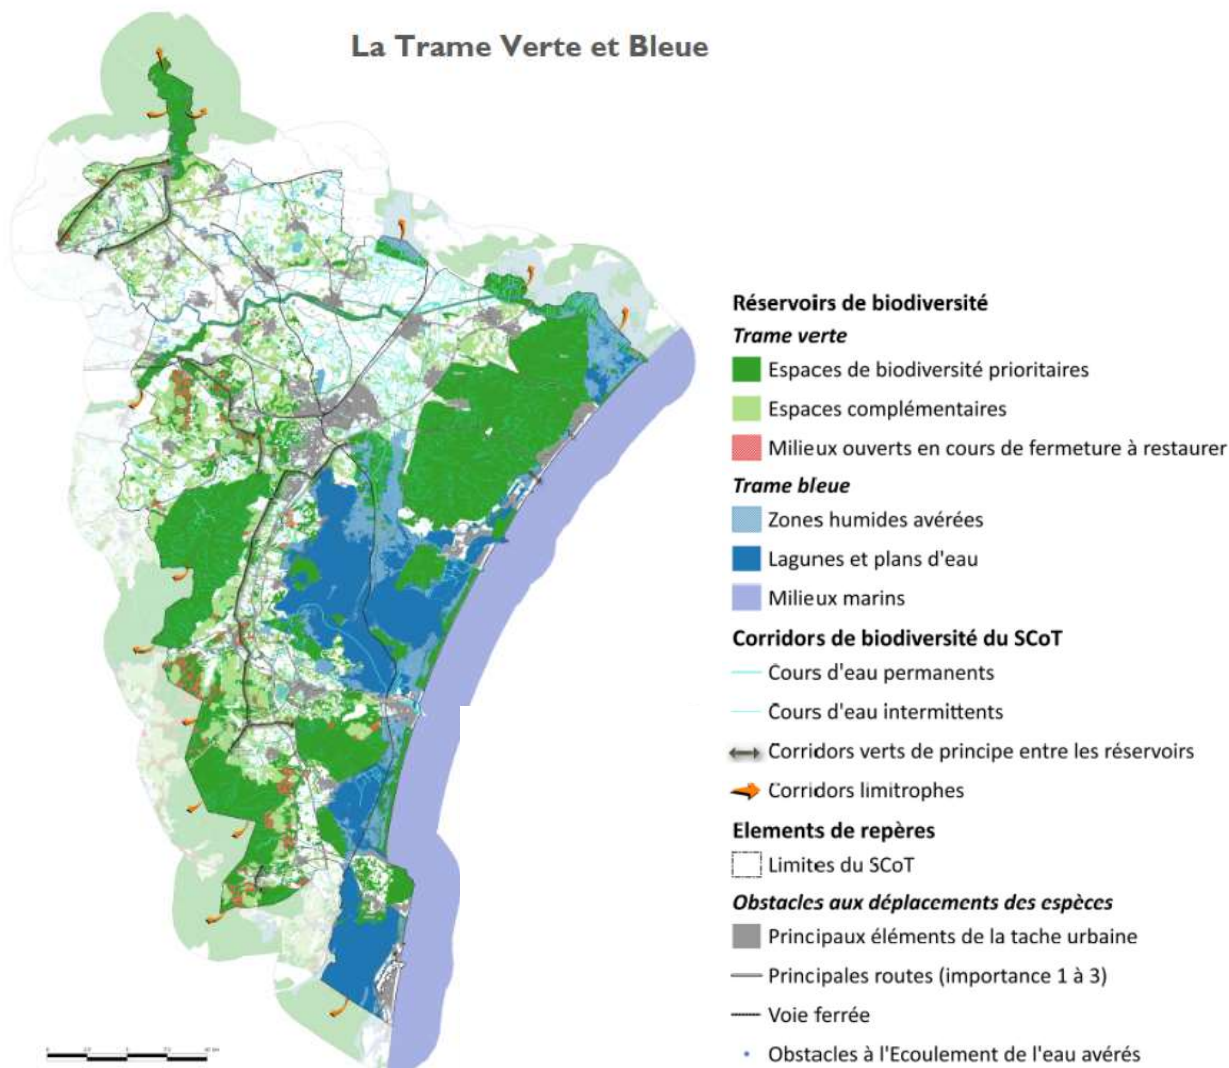 La Trame Verte et Bleue
Réservoirs de biodiversité
Trame verte
Espaces de biodiversité prioritaires
Espaces complémentaires
Milieux ouverts en cours de fermeture à restaurer
Trame bleue
Zones humides avérées
Lagunes et plans d'eau
Milieux marins
Corridors de biodiversité du SCoT
Cours d'eau permanents
Cours d'eau intermittents
Corridors verts de principe entre les réservoirs
Corridors limitrophes
Elements de repères
Limites du SCoT
Obstacles aux déplacements des espèces
Principaux éléments de la tache urbaine
Principales routes (importance 1 à 3)
Voie ferrée
Obstacles à l'Ecoulement de l'eau avérés